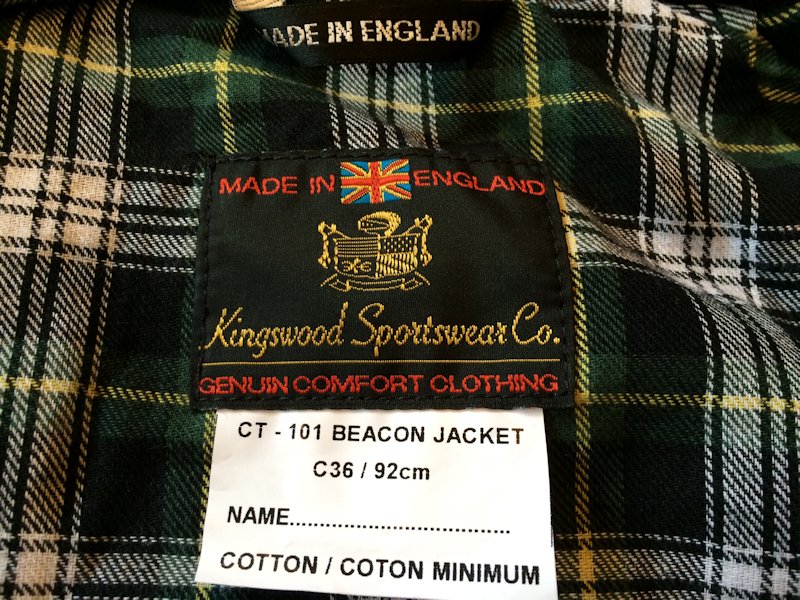 MADE IN ENGLAND
MADE IN ENGLAND
Kingswood Sportswear Co.
GENUIN COMFORT CLOTHING
CT - 101 BEACON JACKET
C36 / 92cm
NAME.....................................
COTTON / COTON MINIMUM